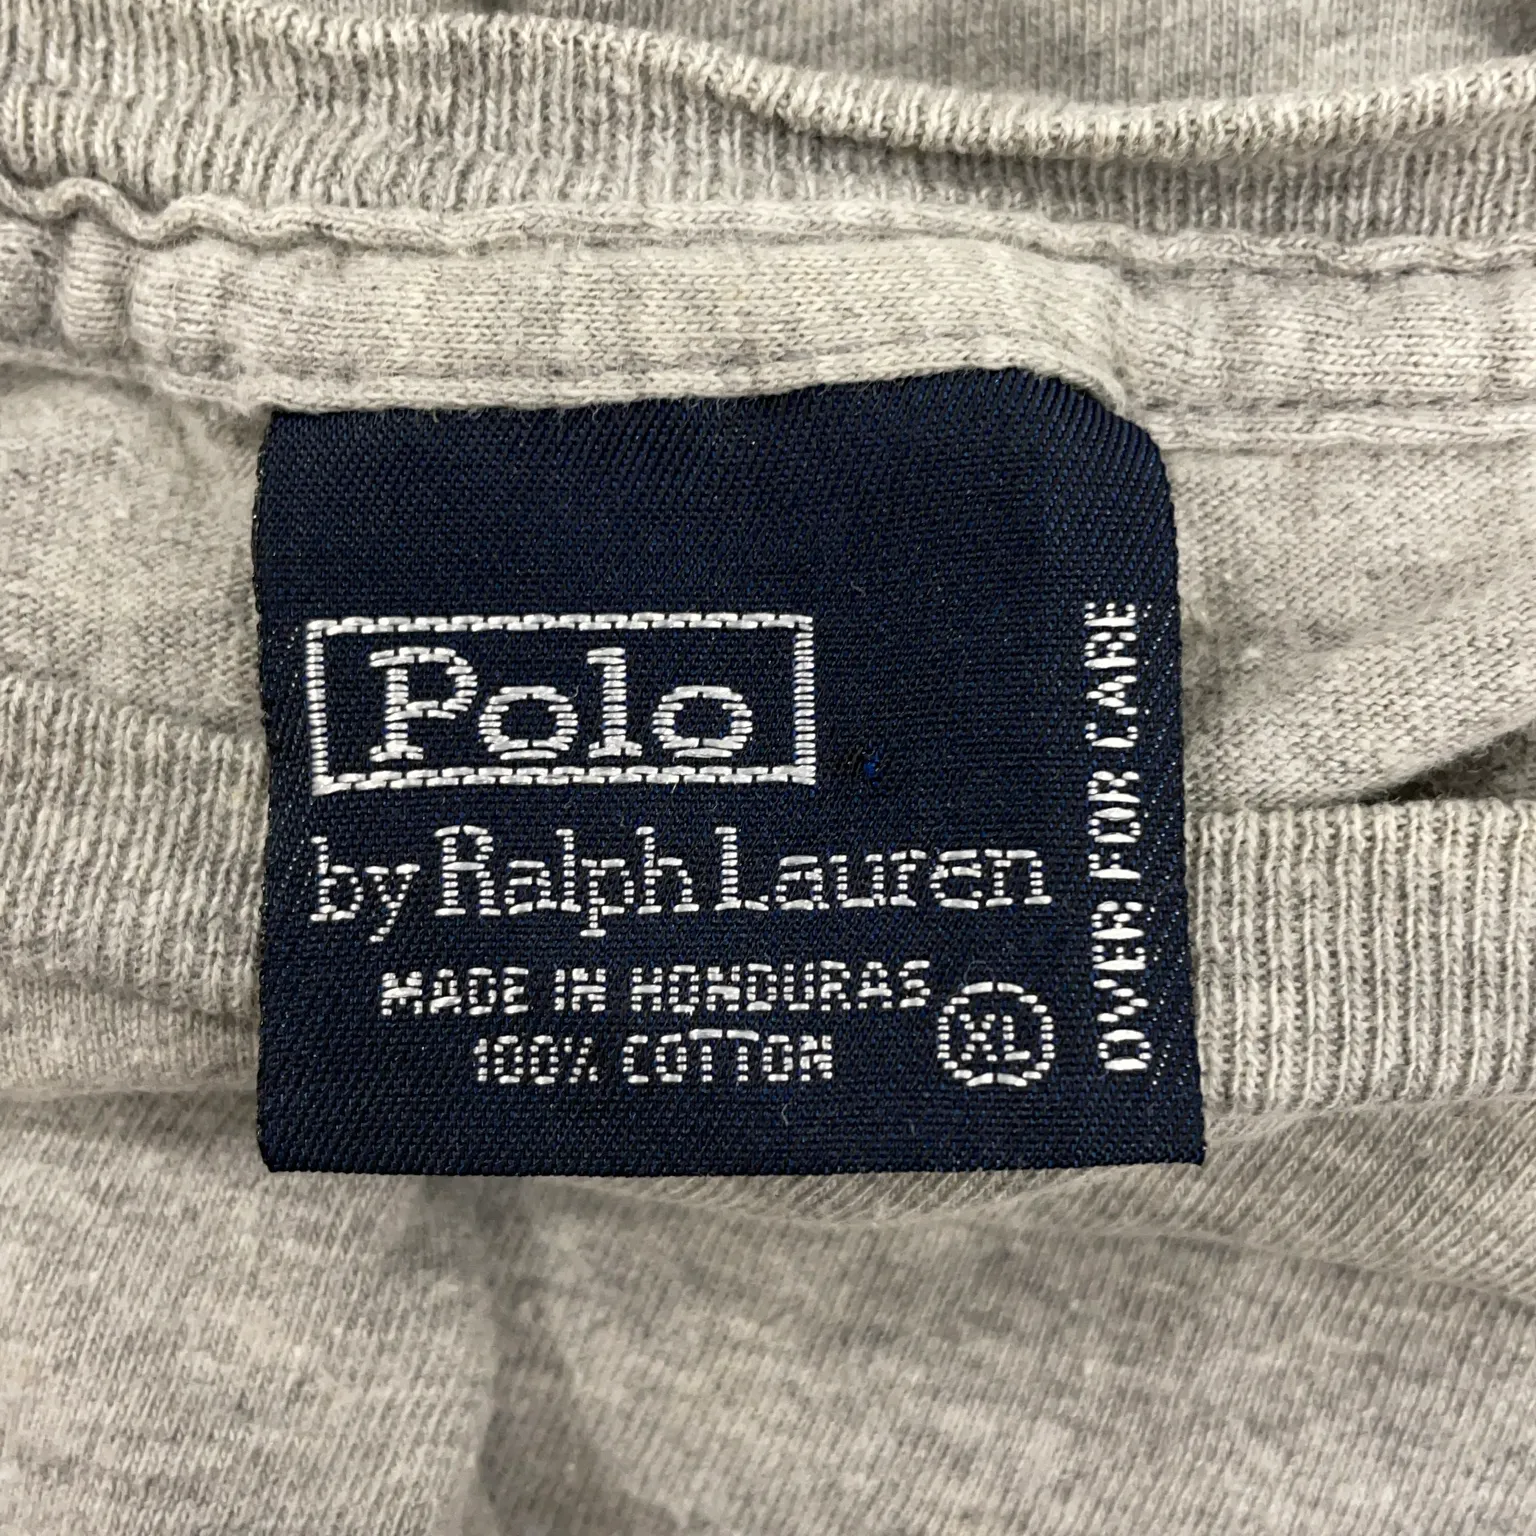 Polo
by Ralph Lauren
MADE IN HONDURAS
100% COTTON
XL
OVER FOR CARE